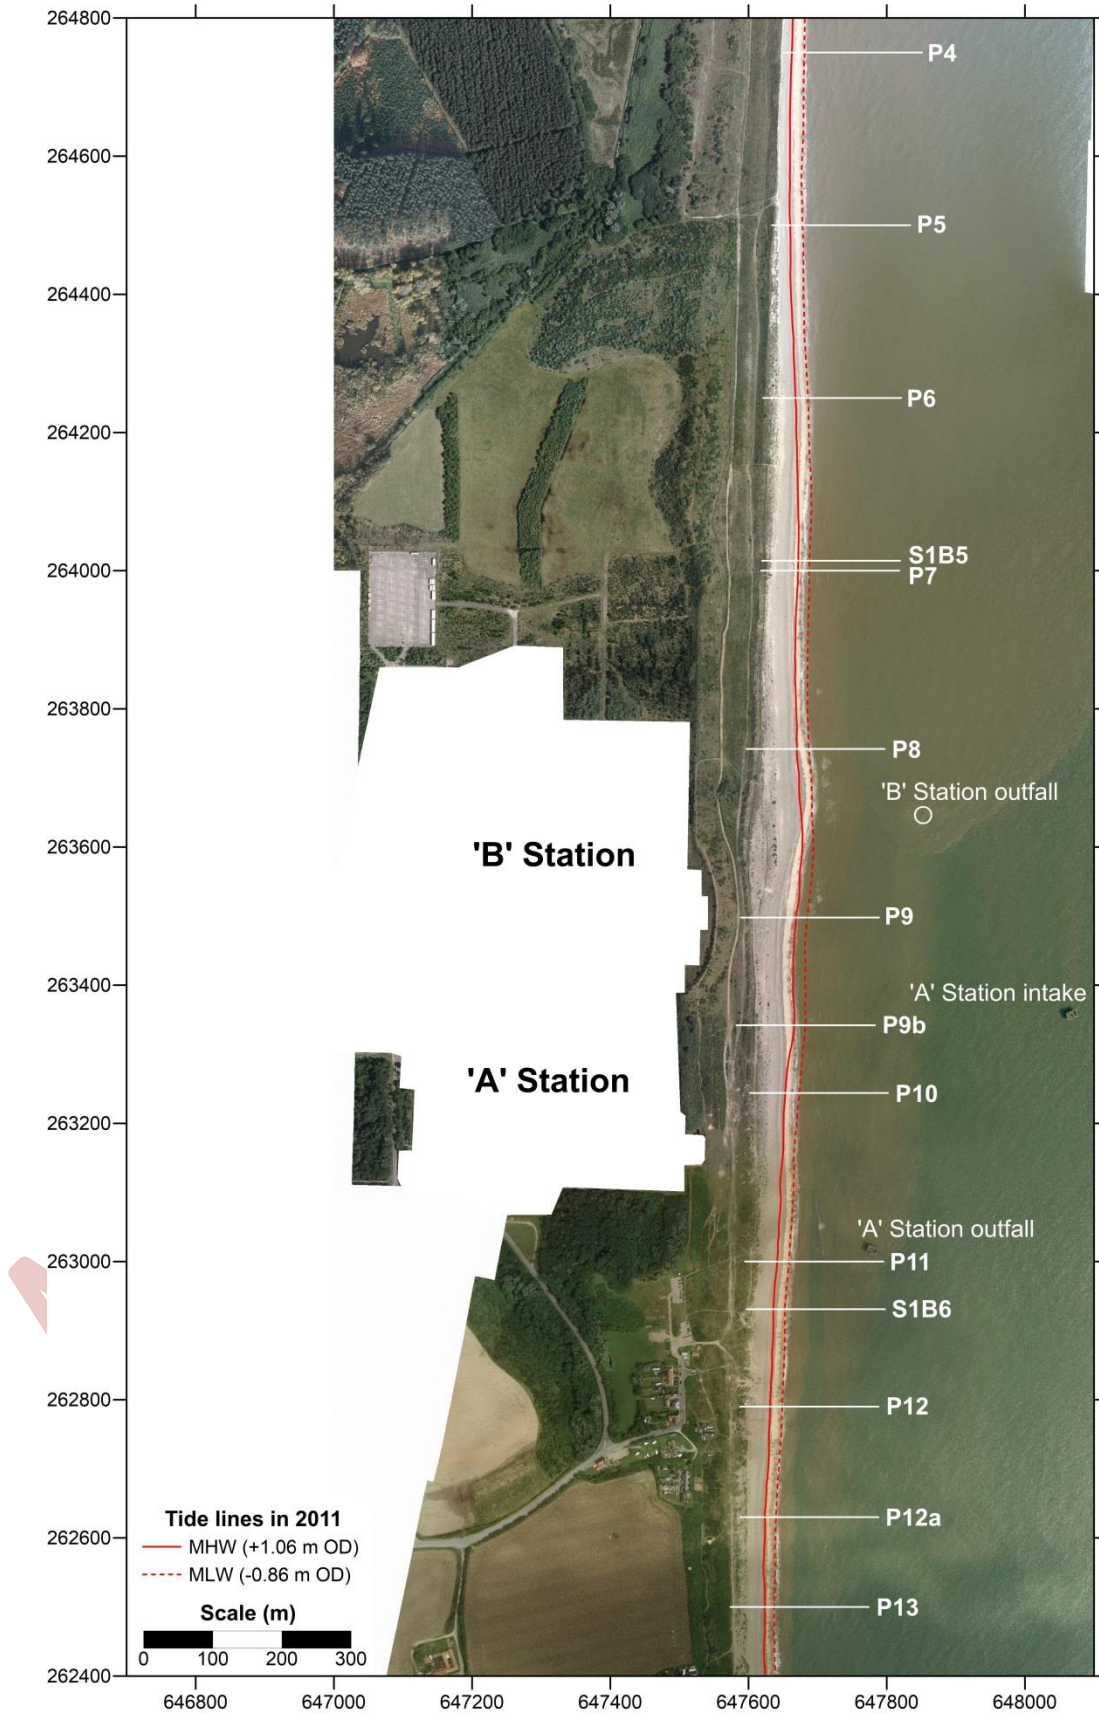 264800
P4
264600
P5
264400
P6
264200
S1B5
264000
P7
263800
P8
'B' Station outfall
263600
'B' Station
P9
263400
'A' Station intake
P9b
'A' Station
P10
263200
'A' Station outfall
263000
P11
S1B6
262800
P12
P12a
262600
Tide lines in 2011
MHW (+1.06 m OD)
MLW (-0.86 m OD)
P13
Scale (m)
0 100 200 300
262400
646800 647000 647200 647400 647600 647800 648000